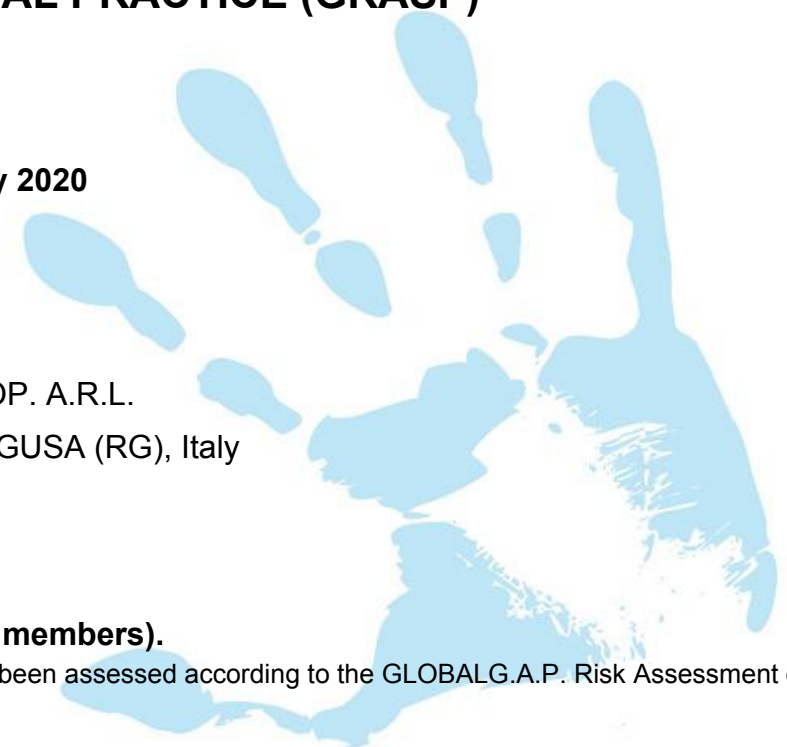 AL PRACTICE (GRASP)
y 2020
OP. A.R.L.
GUSA (RG), Italy
members).
been assessed according to the GLOBALG.A.P. Risk Assessment